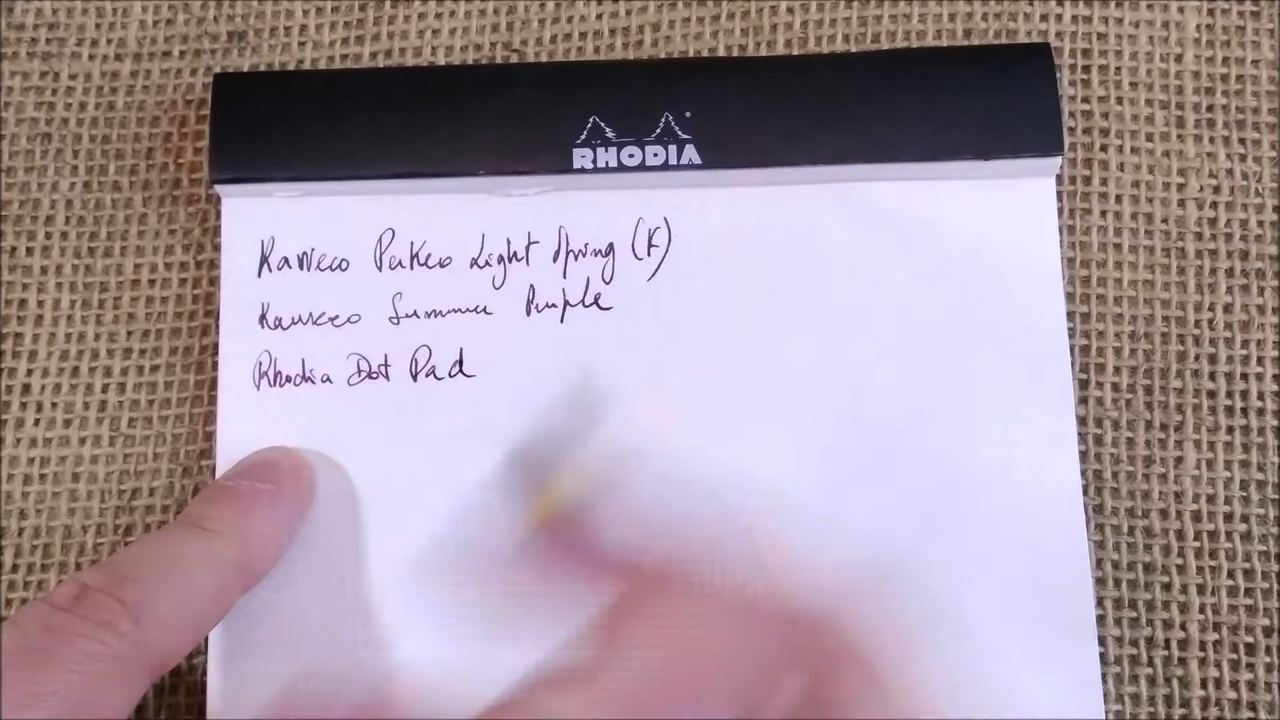 RHODIA
Kaweco Perkeo Light Spring (F)
Kaweco Summer Purple
Rhodia Dot Pad